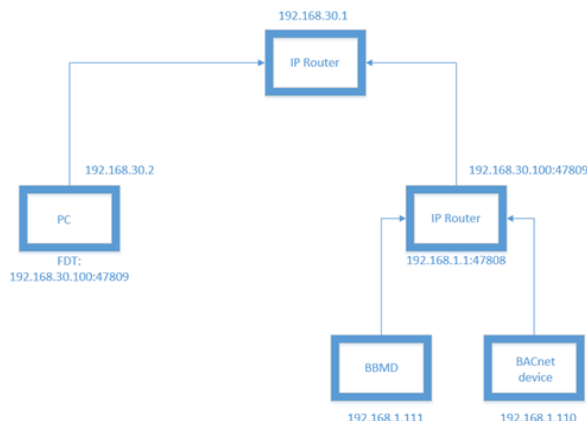 192.168.30.1
IP Router
192.168.30.2
192.168.30.100:47809
PC
IP Router
FDT:
192.168.30.100:47809
192.168.1.1:47808
BBMD
BACnet
device
192.168.1.111
192.168.1.110